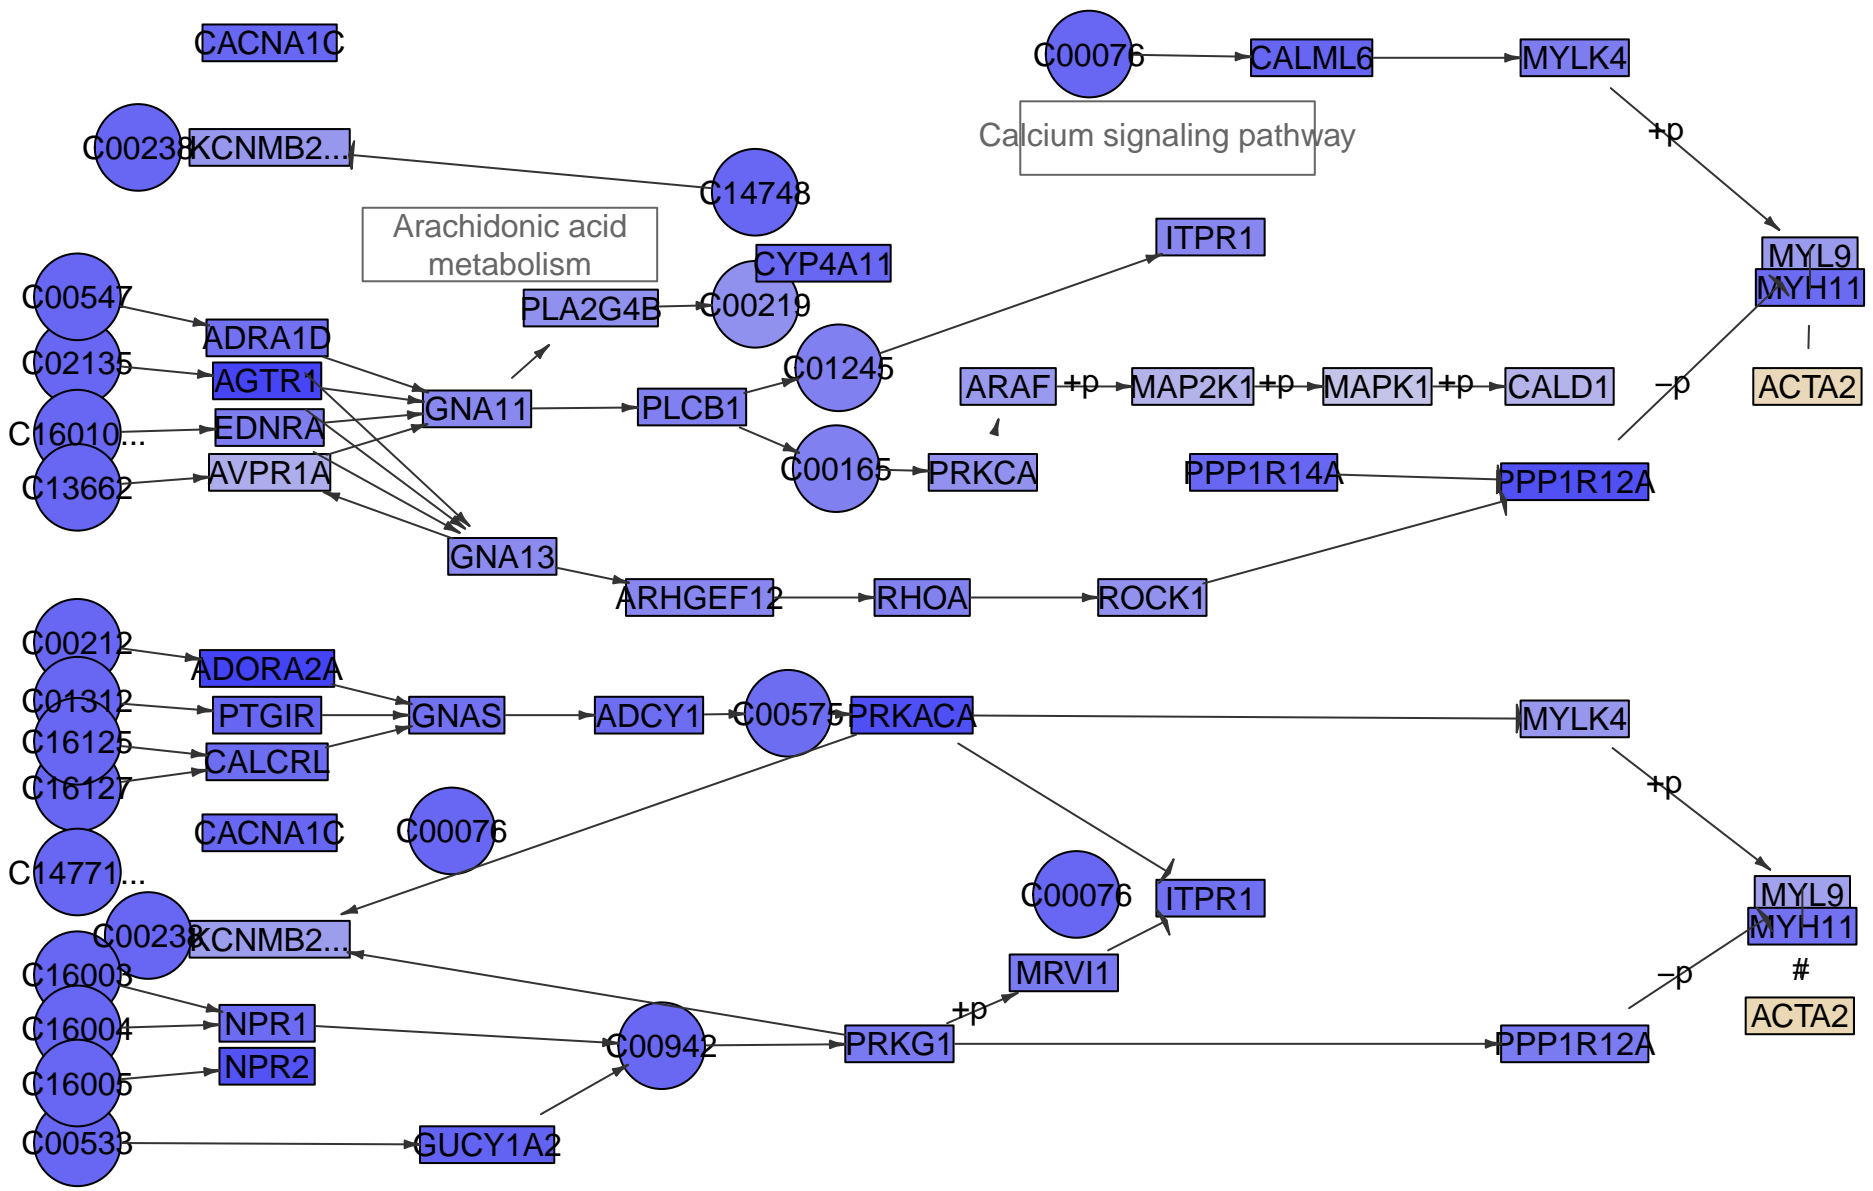 CACNA1C
C00076
CALML6
MYLK4
+p
C00238
KCNMB2...
Calcium signaling pathway
C14748
Arachidonic acid
metabolism
ITPR1
CYP4A11
MYL9
MYH11
C00547
PLA2G4B
C00219
ADRA1D
C02135
AGTR1
C01245
ARAF
+p
MAP2K1
+p
MAPK1
+p
CALD1
–p
ACTA2
GNA11
PLCB1
C16010...
EDNRA
C13662
AVPR1A
C00165
PRKCA
PPP1R14A
PPP1R12A
GNA13
ARHGEF12
RHOA
ROCK1
C00212
ADORA2A
C01312
PTGIR
GNAS
ADCY1
C00575
PRKACA
MYLK4
C16125
CALCRL
C16127
+p
CACNA1C
C00076
C14771...
C00076
ITPR1
MYL9
MYH11
C00238
KCNMB2...
C16003
MRVI1
–p
#
+p
ACTA2
C16004
NPR1
C00942
PRKG1
PPP1R12A
NPR2
C16005
C00533
GUCY1A2